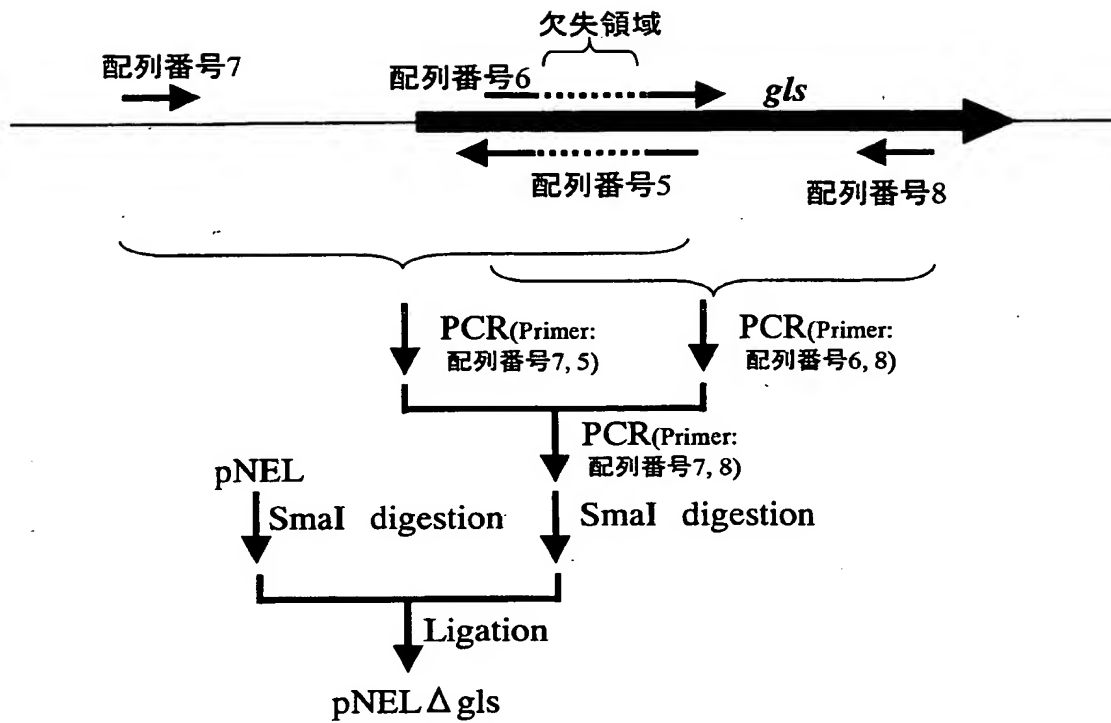 欠失領域
配列番号7
配列番号6
gls
配列番号5
配列番号8
PCR(Primer:
配列番号7, 5)
PCR(Primer:
配列番号6, 8)
PCR(Primer:
配列番号7, 8)
pNEL
SmaI digestion
SmaI digestion
Ligation
pNELΔgls